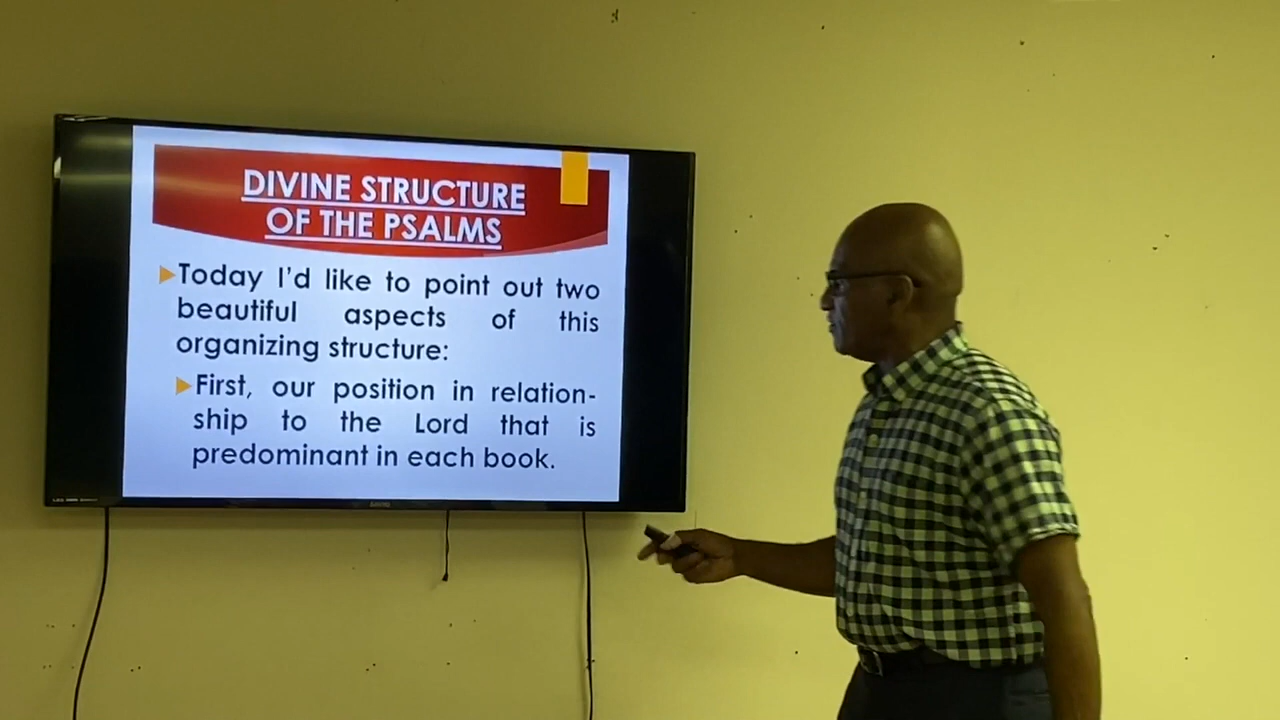 DIVINE STRUCTURE
OF THE PSALMS
Today I'd like to point out two
beautiful aspects of this
organizing structure:
First, our position in relation-
ship to the Lord that is
predominant in each book.